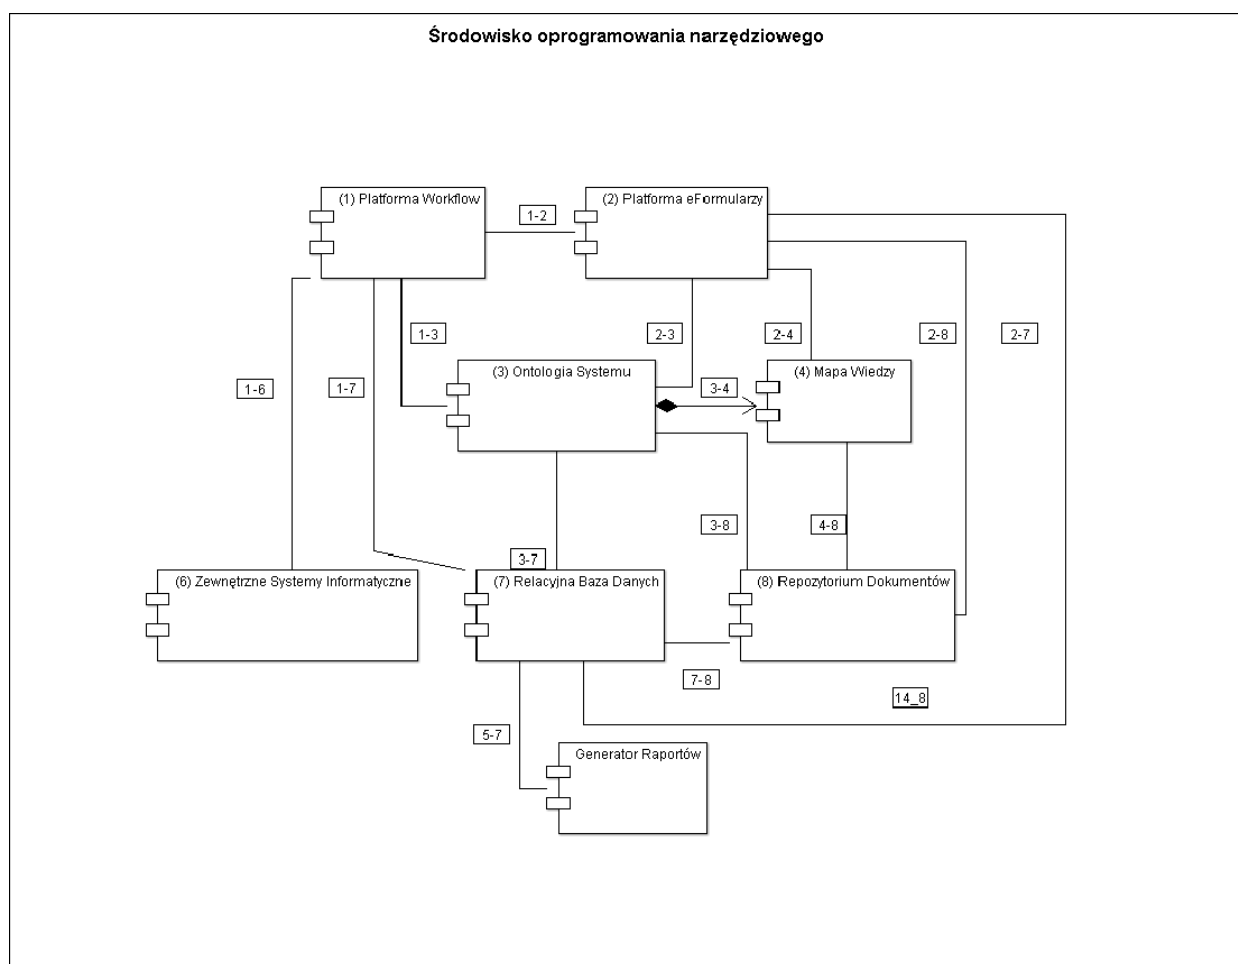 Środowisko oprogramowania narzędziowego
(1) Platforma Workflow
(2) Platforma eFormularzy
1-2
1-3
2-3
2-4
2-8
2-7
(3) Ontologia Systemu
(4) Mapa Wiedzy
1-6
1-7
3-4
3-8
4-8
3-7
(6) Zewnętrzne Systemy Informatyczne
(7) Relacyjna Baza Danych
(8) Repozytorium Dokumentów
7-8
14_8
5-7
Generator Raportów